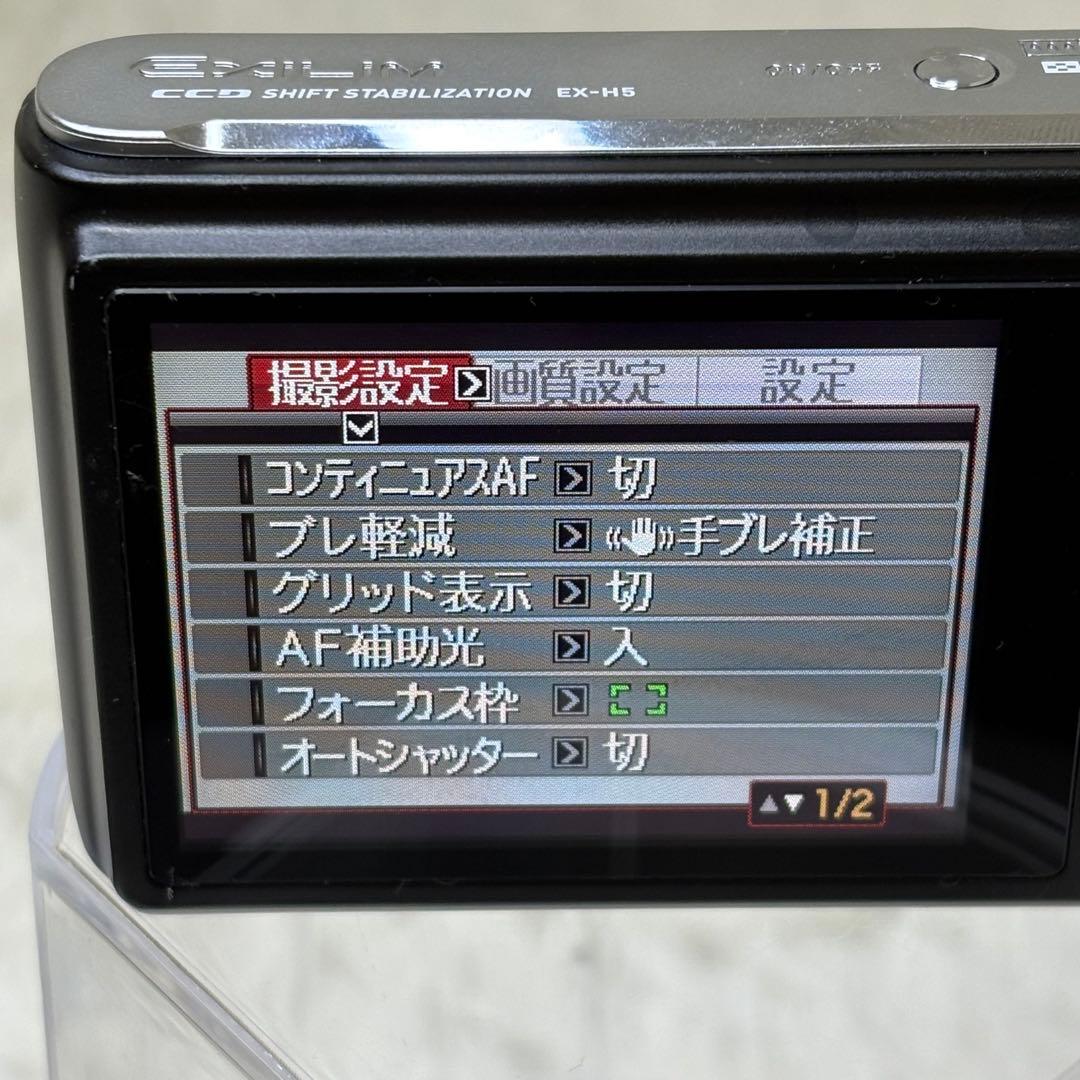 EXILIM
CCD SHIFT STABILIZATION EX-H5
ON/OFF
撮影設定 画質設定 設定
コンティニュアスAF 切
ブレ軽減 手ブレ補正
グリッド表示 切
AF補助光 入
フォーカス枠
オートシャッター 切
1/2